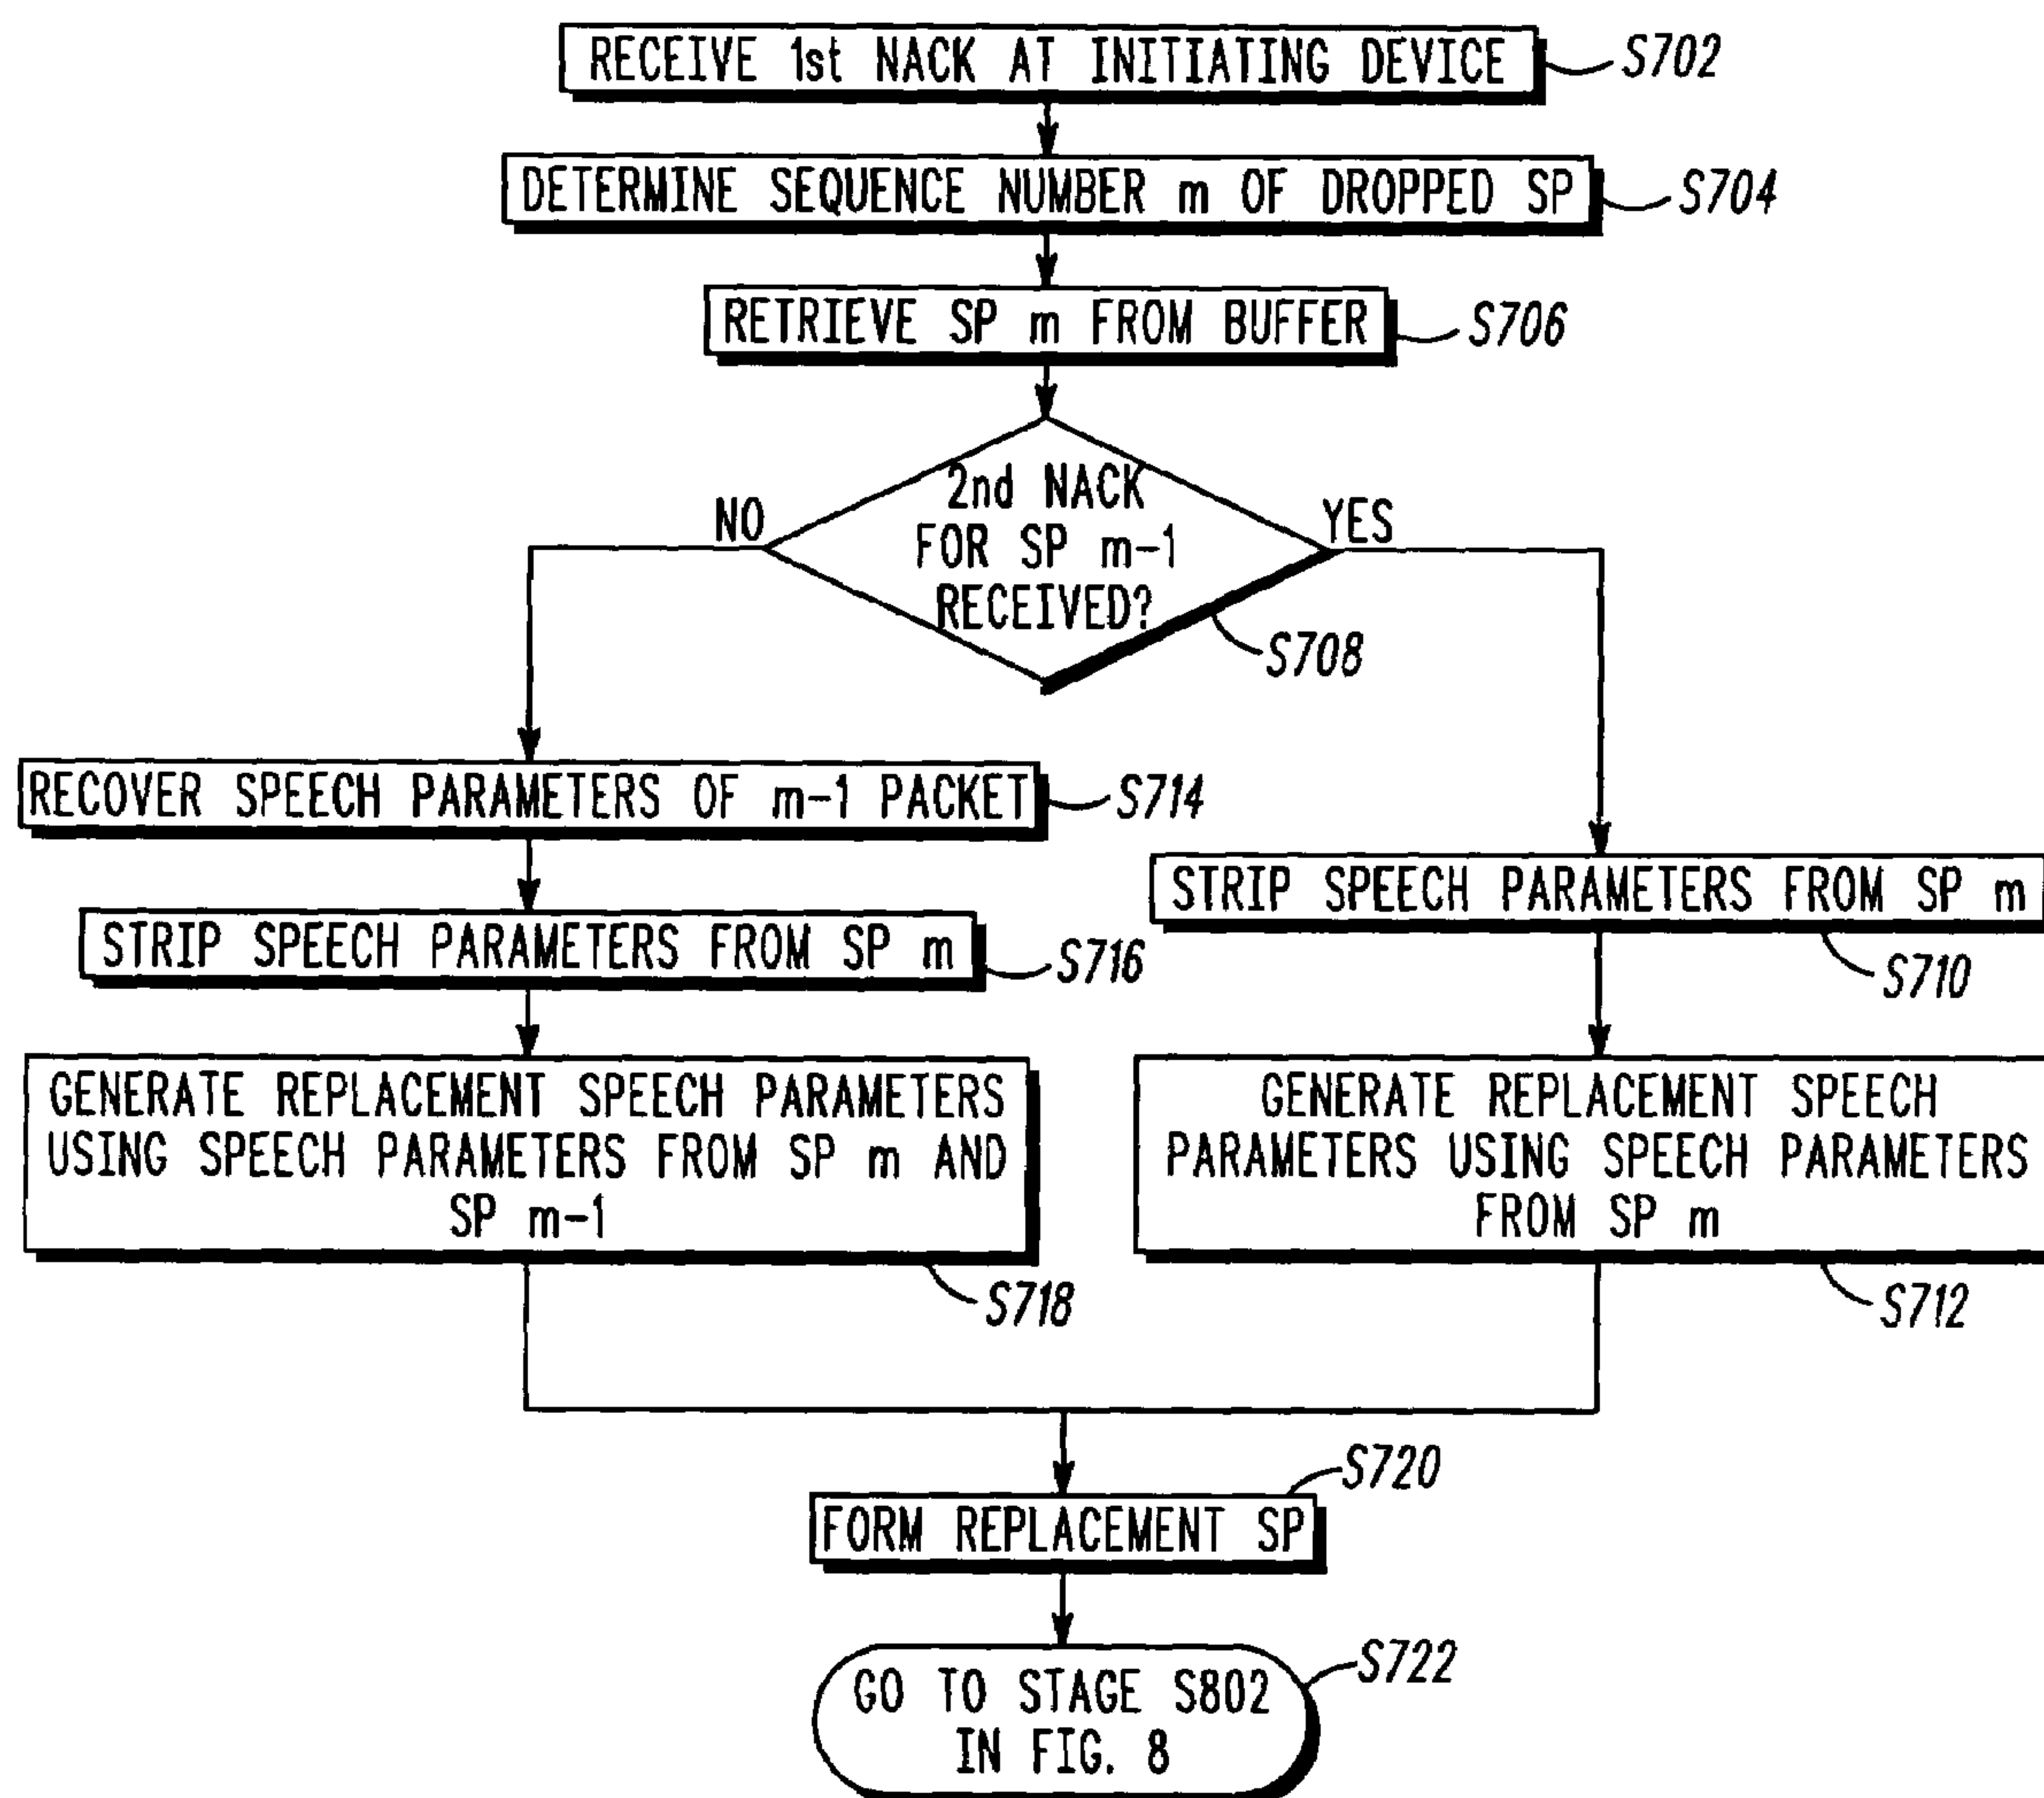 RECEIVE 1st NACK AT INITIATING DEVICE
S702
DETERMINE SEQUENCE NUMBER m OF DROPPED SP
S704
RETRIEVE SP m FROM BUFFER
S706
2nd NACK
FOR SP m-1
RECEIVED?
NO
YES
S708
RECOVER SPEECH PARAMETERS OF m-1 PACKET
S714
STRIP SPEECH PARAMETERS FROM SP m
S716
GENERATE REPLACEMENT SPEECH PARAMETERS
USING SPEECH PARAMETERS FROM SP m AND
SP m-1
S718
STRIP SPEECH PARAMETERS FROM SP m
S710
GENERATE REPLACEMENT SPEECH
PARAMETERS USING SPEECH PARAMETERS
FROM SP m
S712
S720
FORM REPLACEMENT SP
S722
GO TO STAGE S802
IN FIG. 8